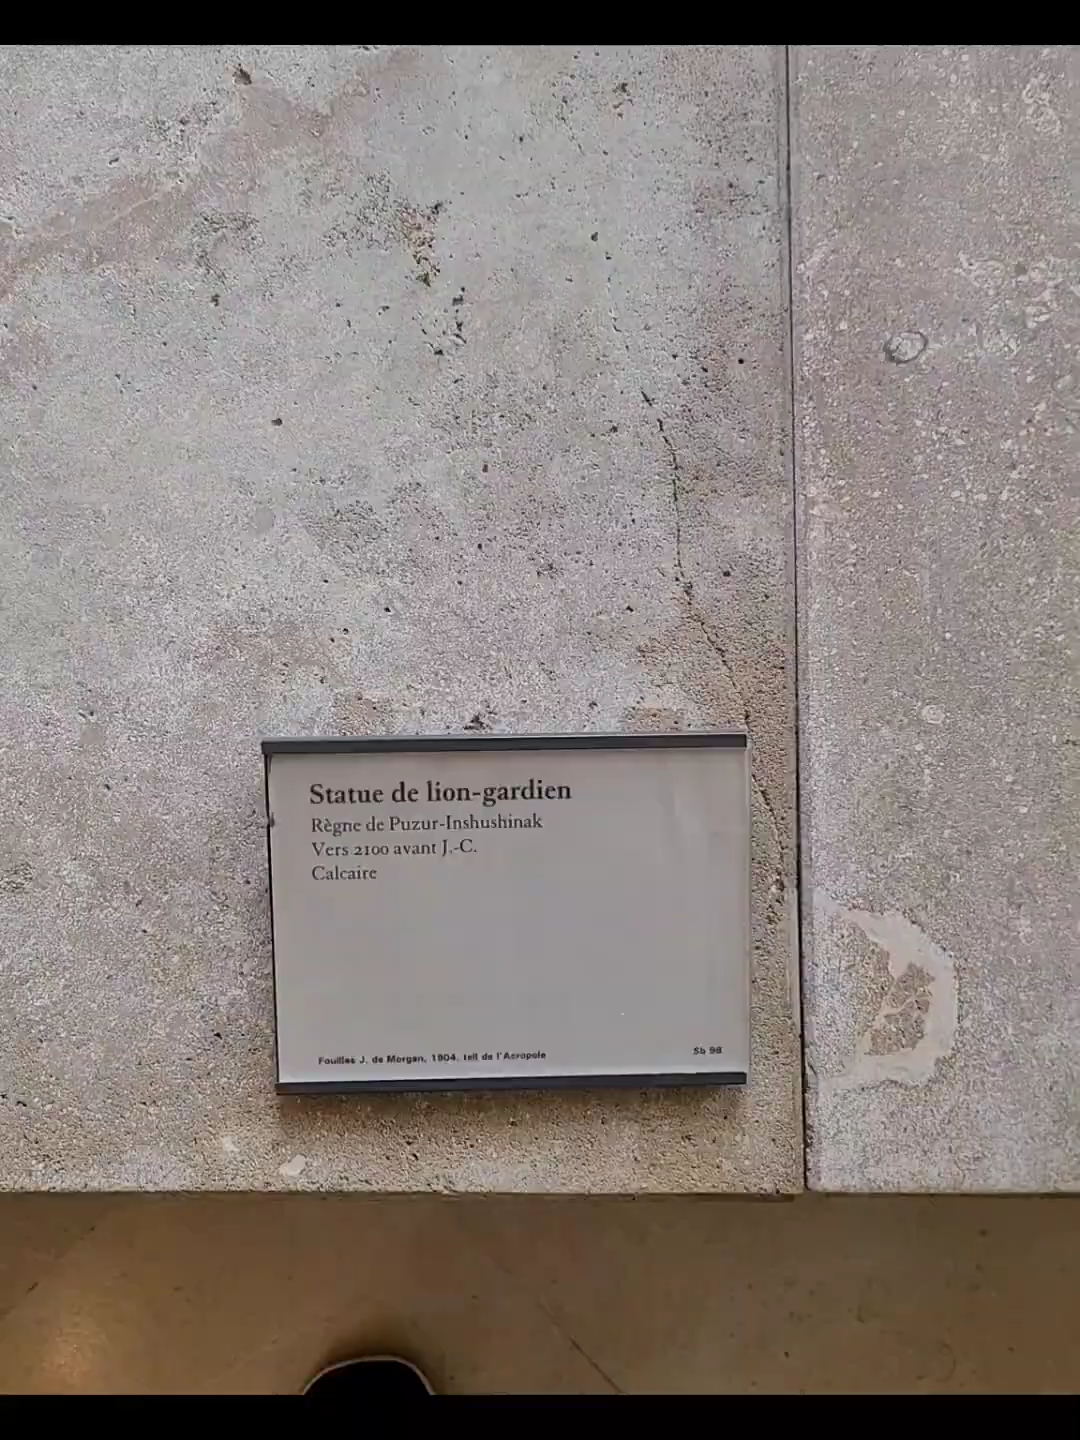 Statue de lion-gardien
Règne de Puzur-Inshushinak
Vers 2100 avant J.-C.
Calcaire
Fouilles J. de Morgan, 1904, tell de l'Acropole
Sb 98